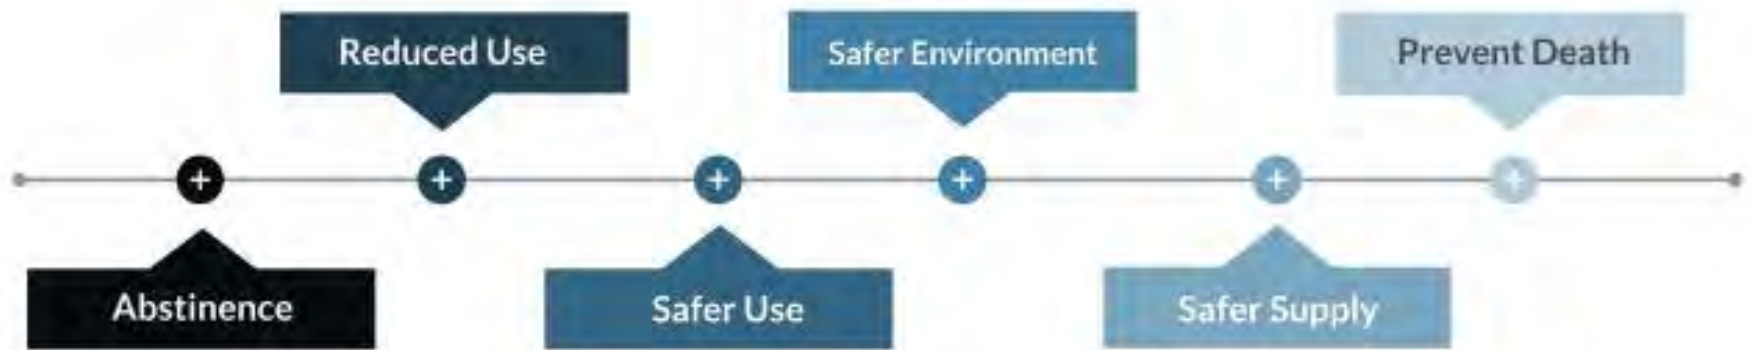 Reduced Use
Safer Environment
Prevent Death
Abstinence
Safer Use
Safer Supply